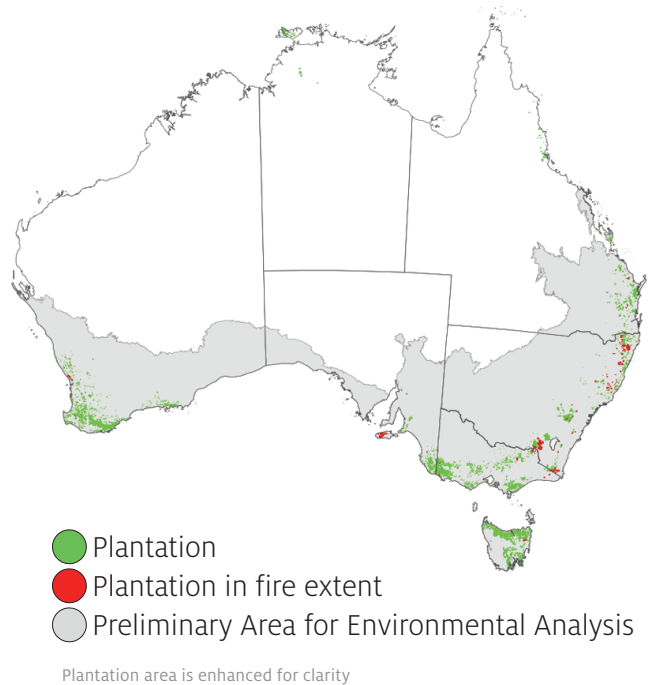 Plantation
Plantation in fire extent
Preliminary Area for Environmental Analysis
Plantation area is enhanced for clarity